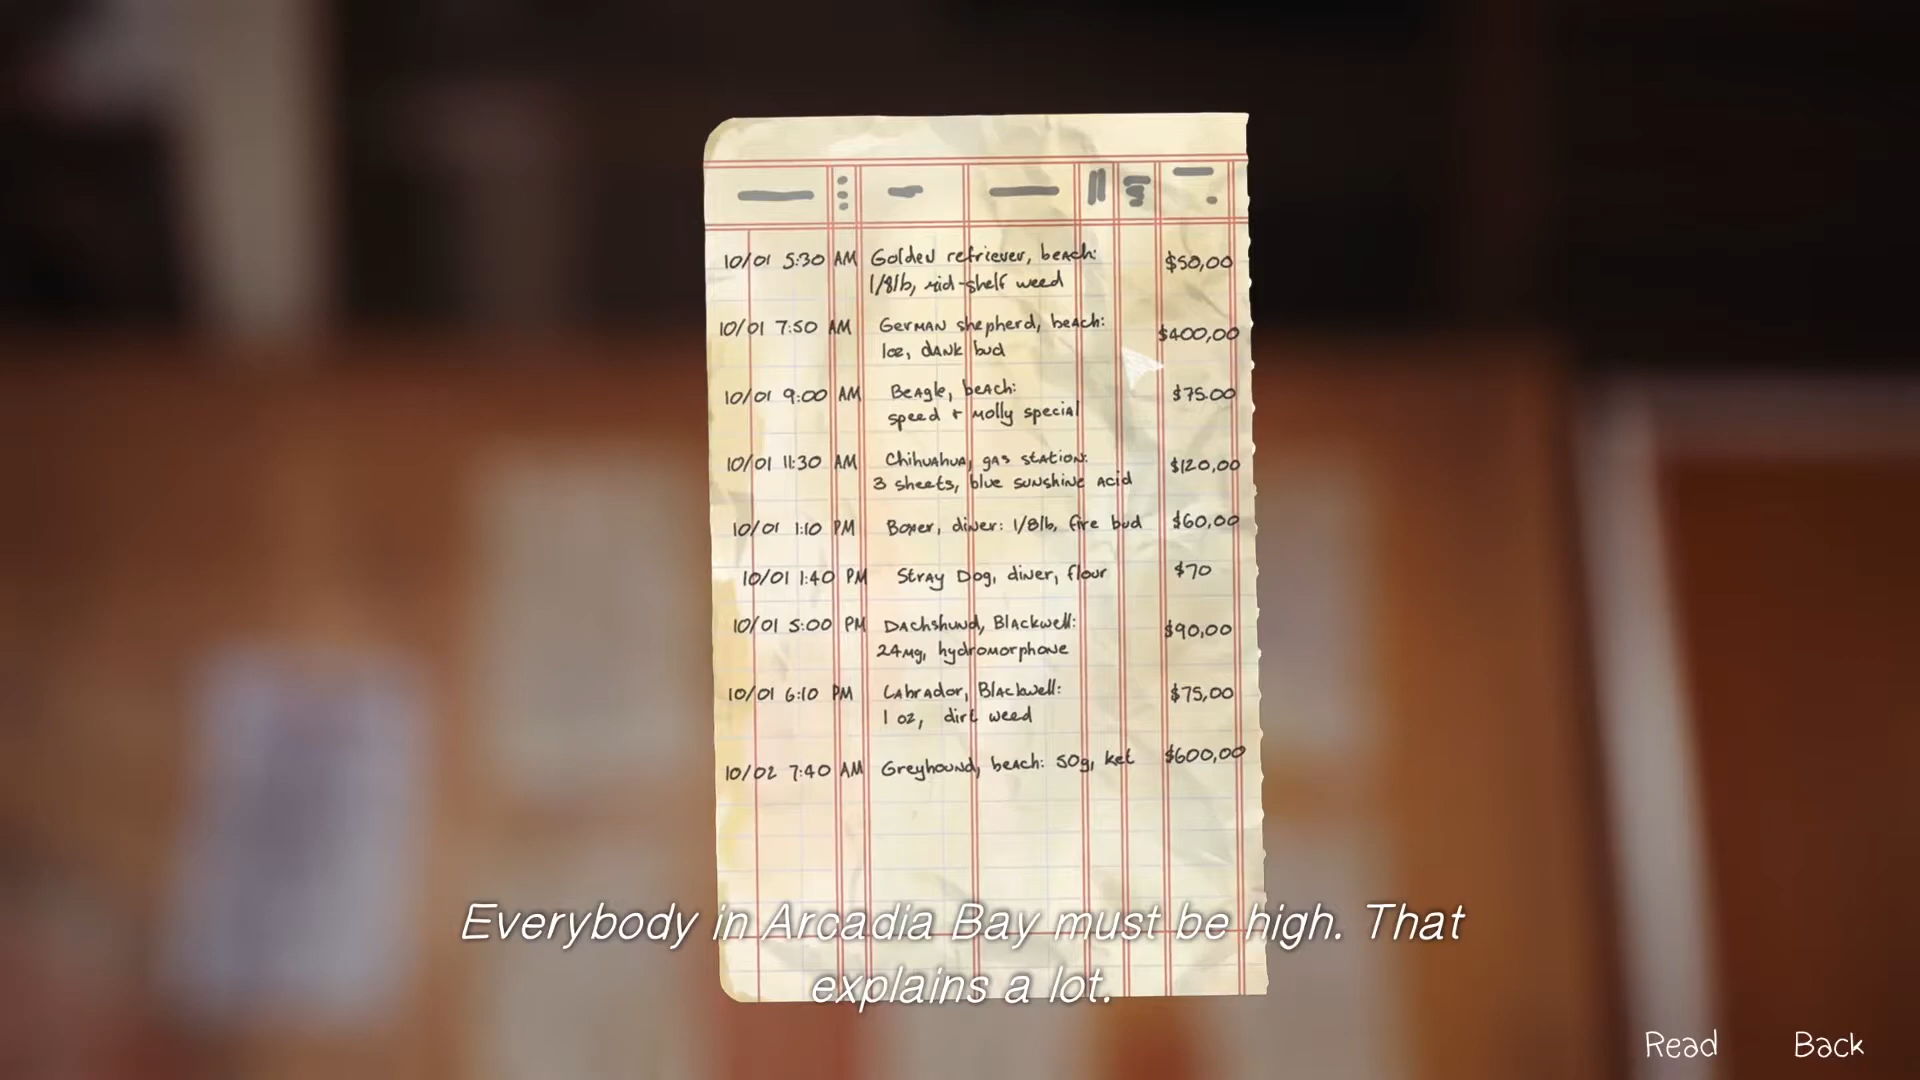 10/01 5:30 AM Golden retriever, beach: $50,00
1/8lb, mid-shelf weed
10/01 7:50 AM German shepherd, beach: $400,00
1oz, dank bud
10/01 9:00 AM Beagle, beach: $75.00
speed + Molly special
10/01 11:30 AM Chihuahua, gas station: $120,00
3 sheets, blue sunshine acid
10/01 1:10 PM Boxer, diner: 1/8lb, fire bud $60,00
10/01 1:40 PM Stray Dog, diner, flour $70
10/01 5:00 PM Dachshund, Blackwell: $90,00
24mg, hydromorphone
10/01 6:10 PM Labrador, Blackwell: $75,00
1 oz, dirt weed
10/02 7:40 AM Greyhound, beach: 50g, ket $600,00
Everybody in Arcadia Bay must be high. That
explains a lot.
Read Back